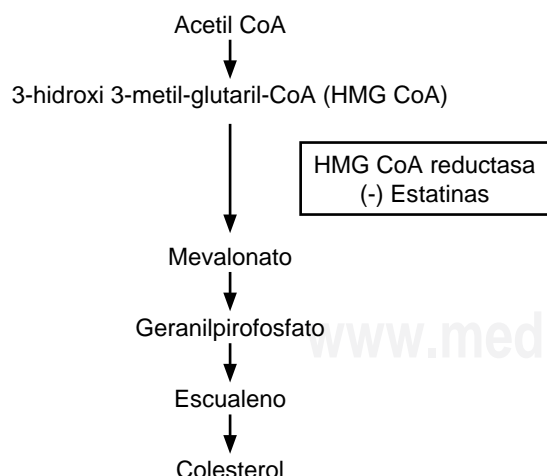 Acetil CoA
3-hidroxi 3-metil-glutaril-CoA (HMG CoA)
HMG CoA reductasa
(-) Estatinas
Mevalonato
Geranilpirofosfato
www.med
Escualeno
Colesterol